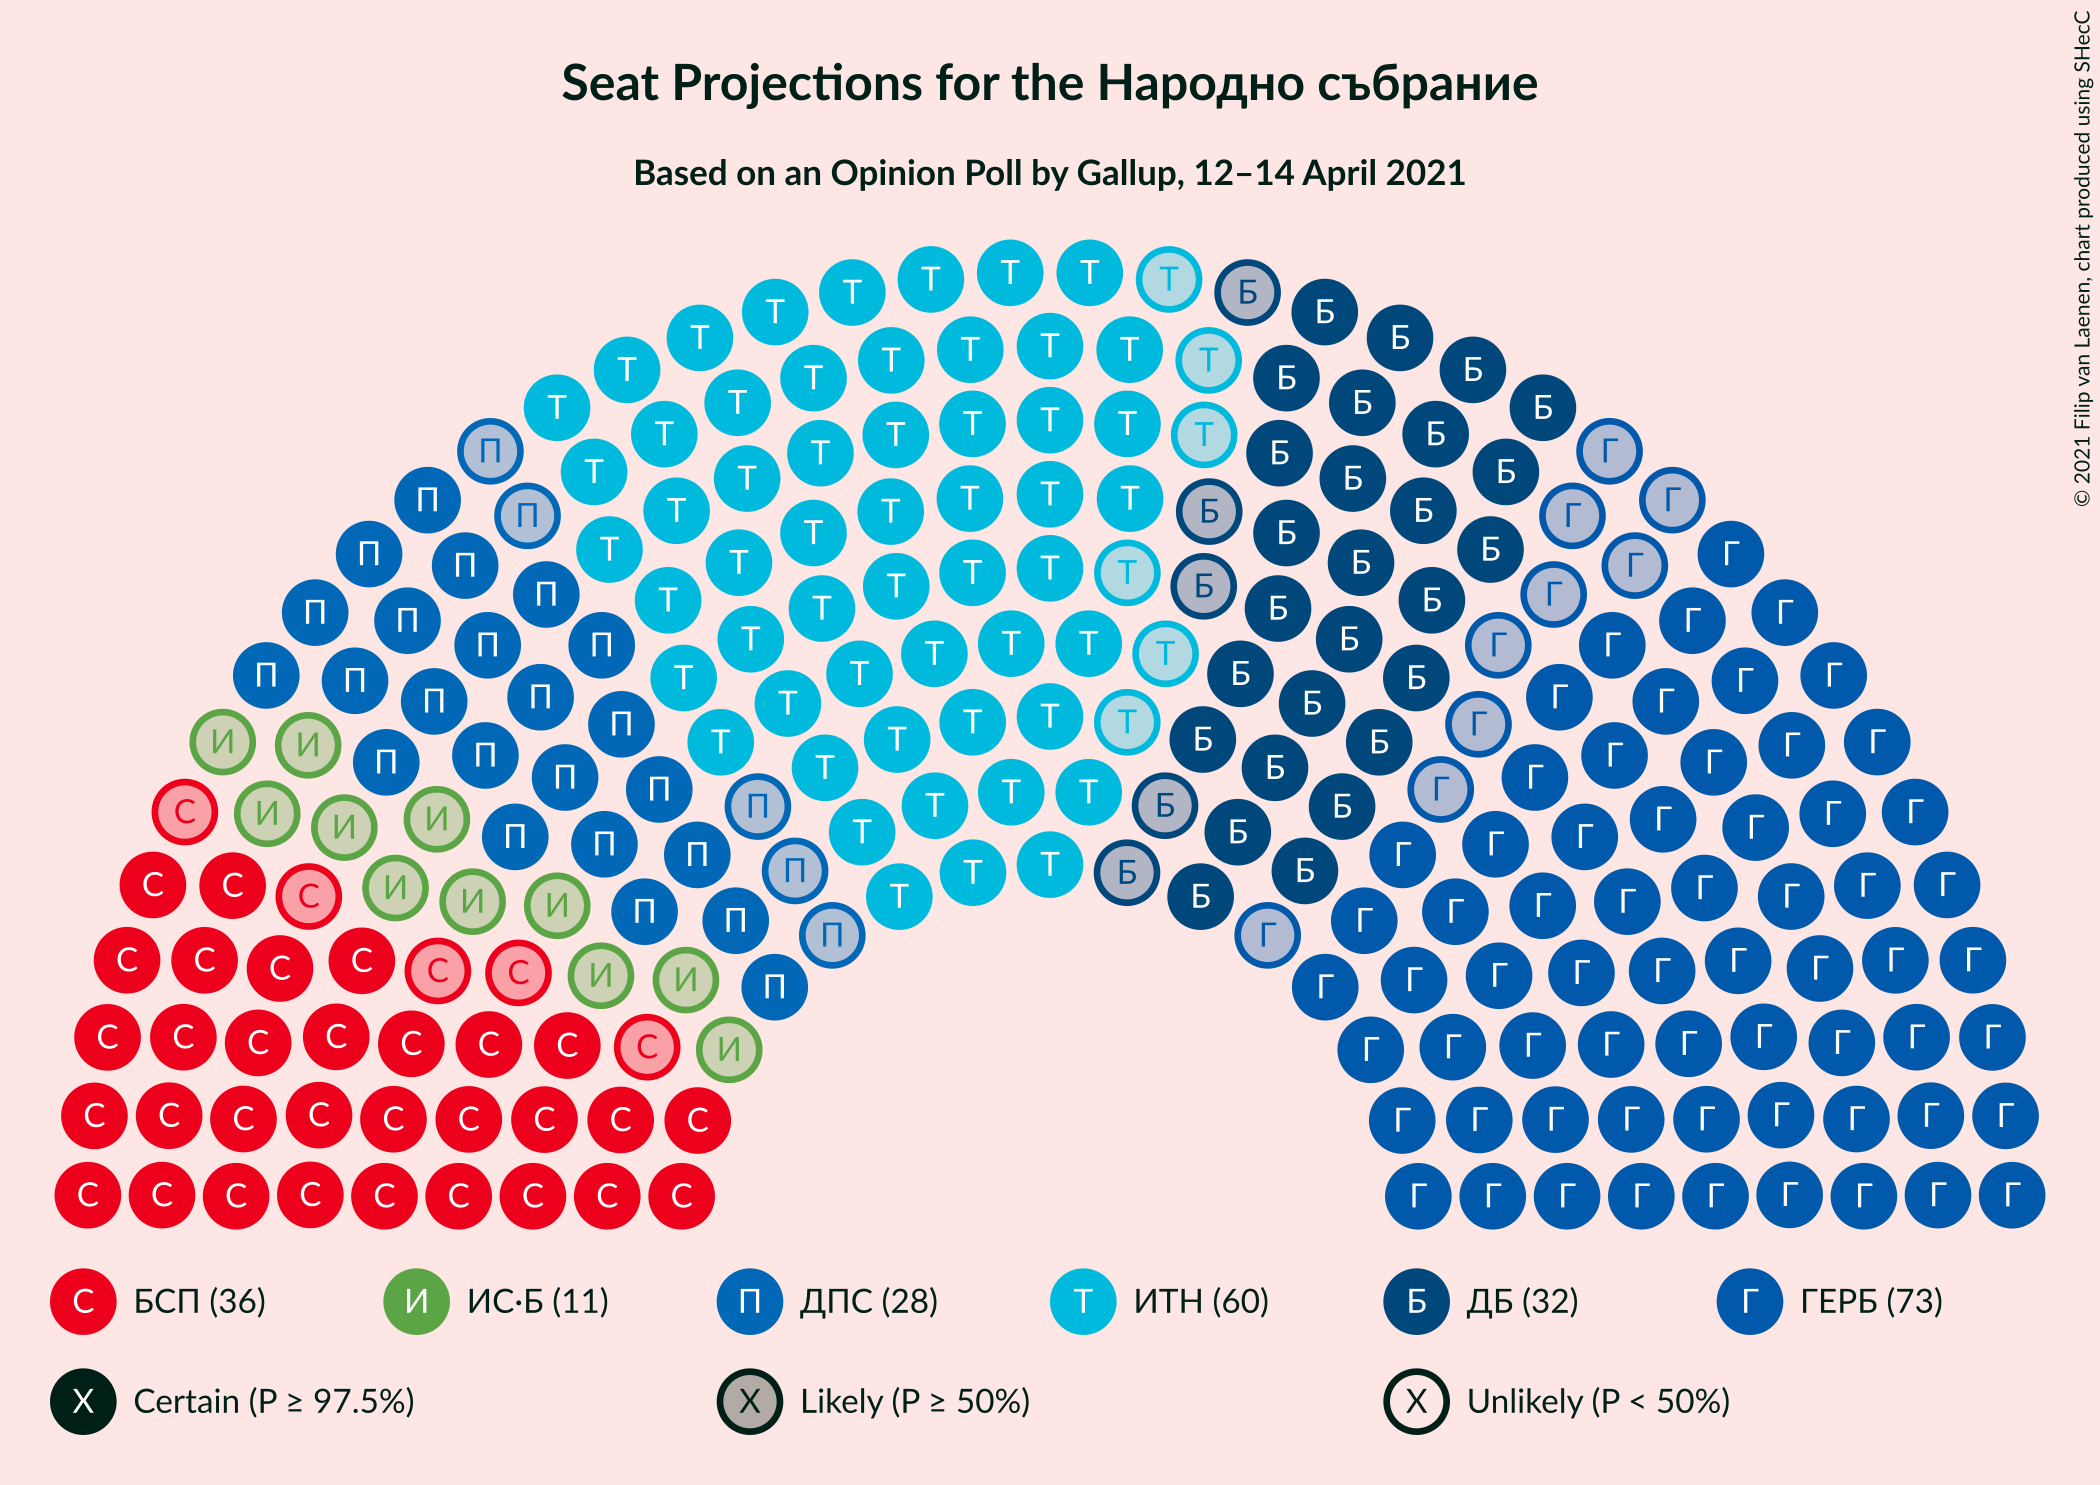 Seat Projections for the Народно събрание
Based on an Opinion Poll by Gallup, 12–14 April 2021
© 2021 Filip van Laenen, chart produced using SHecC
С БСП (36)
И ИС·Б (11)
П ДПС (28)
Т ИТН (60)
Б ДБ (32)
Г ГЕРБ (73)
X Certain (P ≥ 97.5%)
X Likely (P ≥ 50%)
X Unlikely (P < 50%)